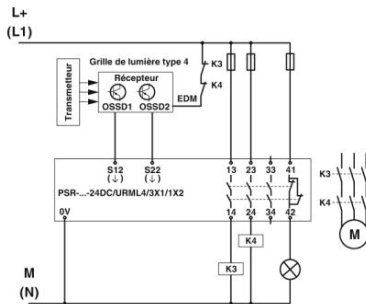 L+
(L1)
Grille de lumière type 4
Transmetteur
Récepteur
OSSD1 OSSD2
EDM
K3
K4
S12 S22
(↓) (↓)
13 23 33 41
PSR-...-24DC/URML4/3X1/1X2
0V
14 24 34 42
K3
K4
M
K4
K3
M
(N)